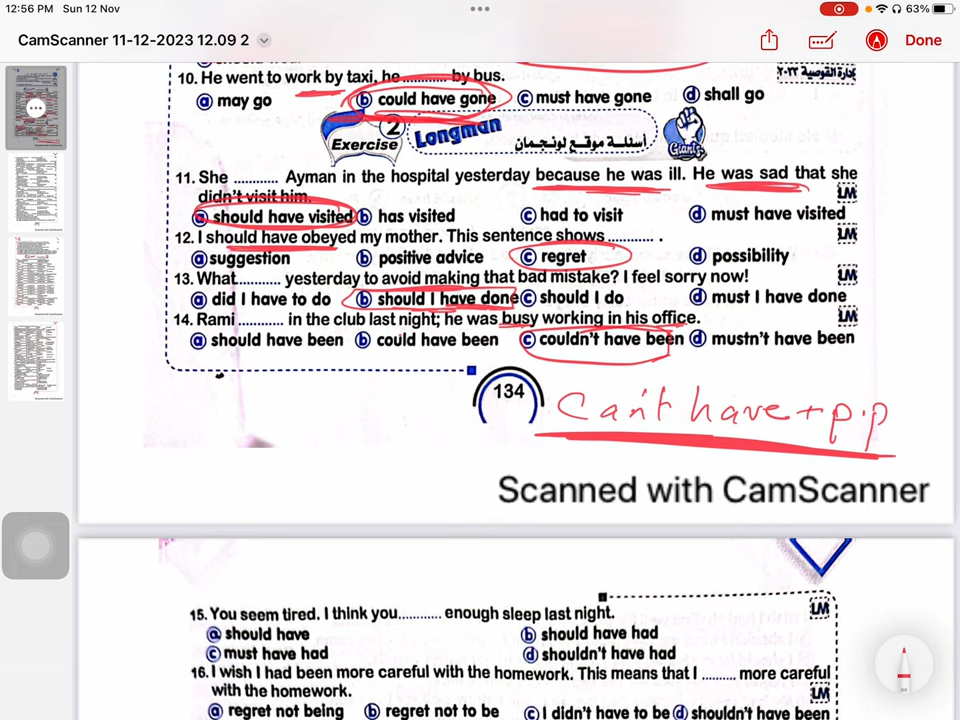 12:56 PM Sun 12 Nov
63%
CamScanner 11-12-2023 12.09 2
Done
10. He went to work by taxi, he ........... by bus.
إدارة القوصية ٢٠٢٣
a may go b could have gone c must have gone d shall go
Exercise 2 Longman أسئلة موقع لونجمان Giants
11. She ........... Ayman in the hospital yesterday because he was ill. He was sad that she
didn't visit him. LM
a should have visited b has visited c had to visit d must have visited
12. I should have obeyed my mother. This sentence shows ........... . LM
a suggestion b positive advice c regret d possibility
13. What........... yesterday to avoid making that bad mistake? I feel sorry now! LM
a did I have to do b should I have done c should I do d must I have done
14. Rami ........... in the club last night; he was busy working in his office. LM
a should have been b could have been c couldn't have been d mustn't have been
134
Can't have + p.p
Scanned with CamScanner
15. You seem tired. I think you........... enough sleep last night. LM
a should have b should have had
c must have had d shouldn't have had
16. I wish I had been more careful with the homework. This means that I ......... more careful
with the homework. LM
a regret not being b regret not to be c I didn't have to be d shouldn't have been